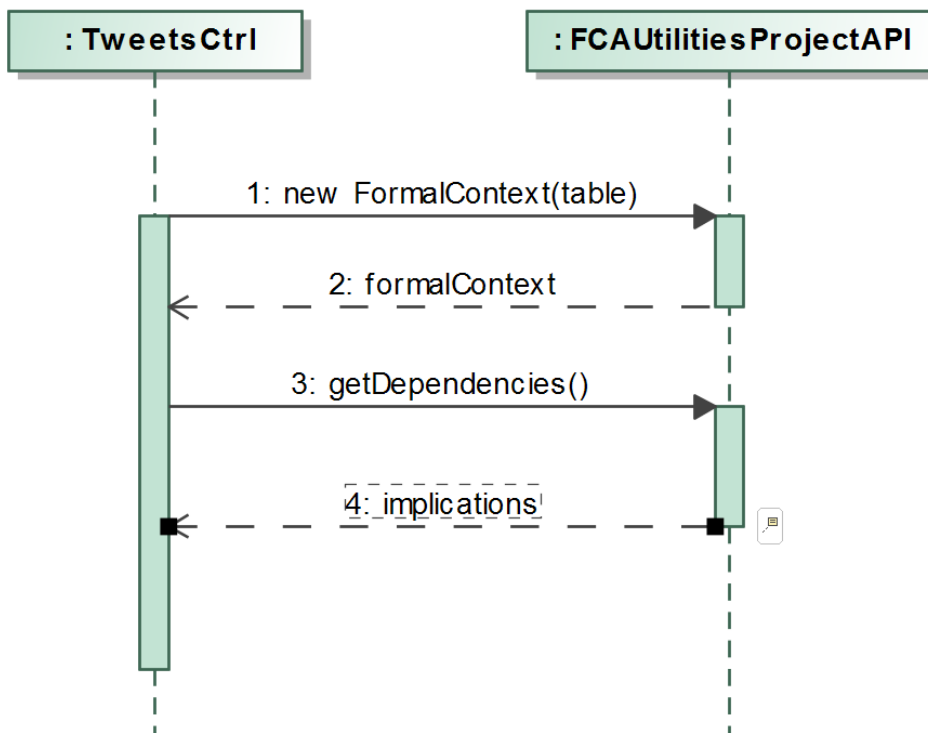 : TweetsCtrl
: FCAUtilitiesProjectAPI
1: new FormalContext(table)
2: formalContext
3: getDependencies()
4: implications